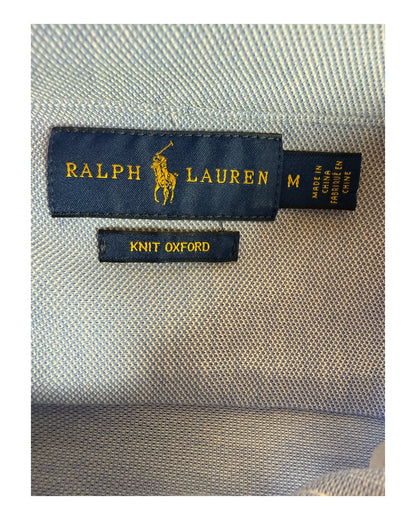 RALPH LAUREN
M
MADE IN
CHINA
FABRIQUÉ EN
CHINE
KNIT OXFORD